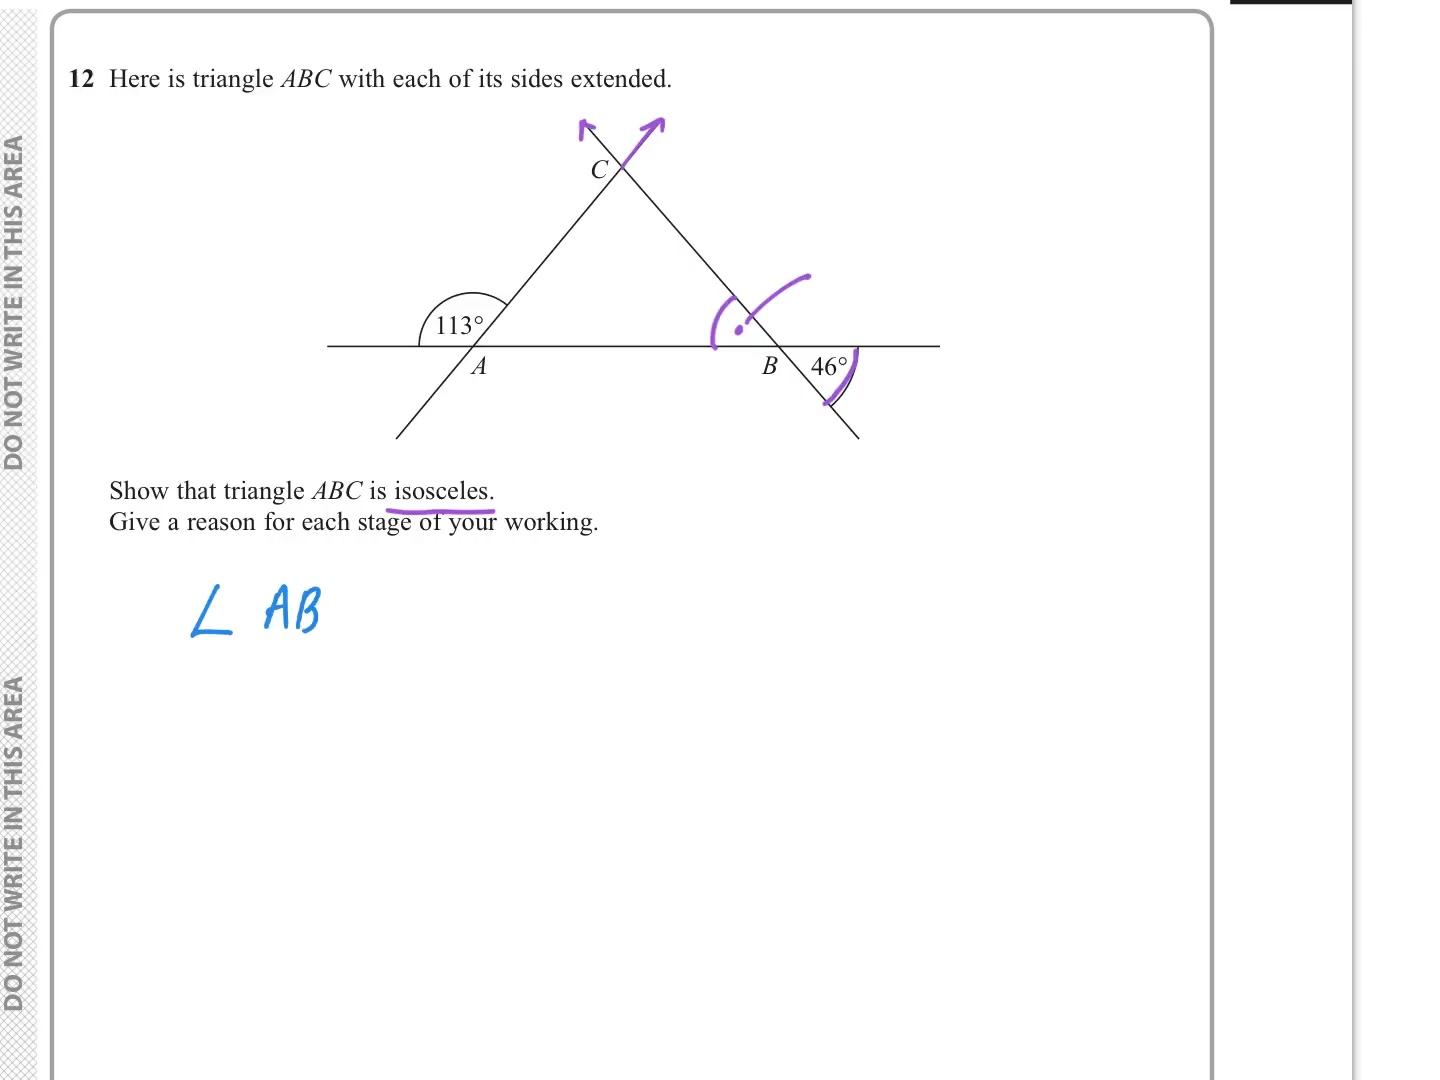 DO NOT WRITE IN THIS AREA
DO NOT WRITE IN THIS AREA
12 Here is triangle ABC with each of its sides extended.
C
113°
A
B
46°
Show that triangle ABC is isosceles.
Give a reason for each stage of your working.
∠ AB